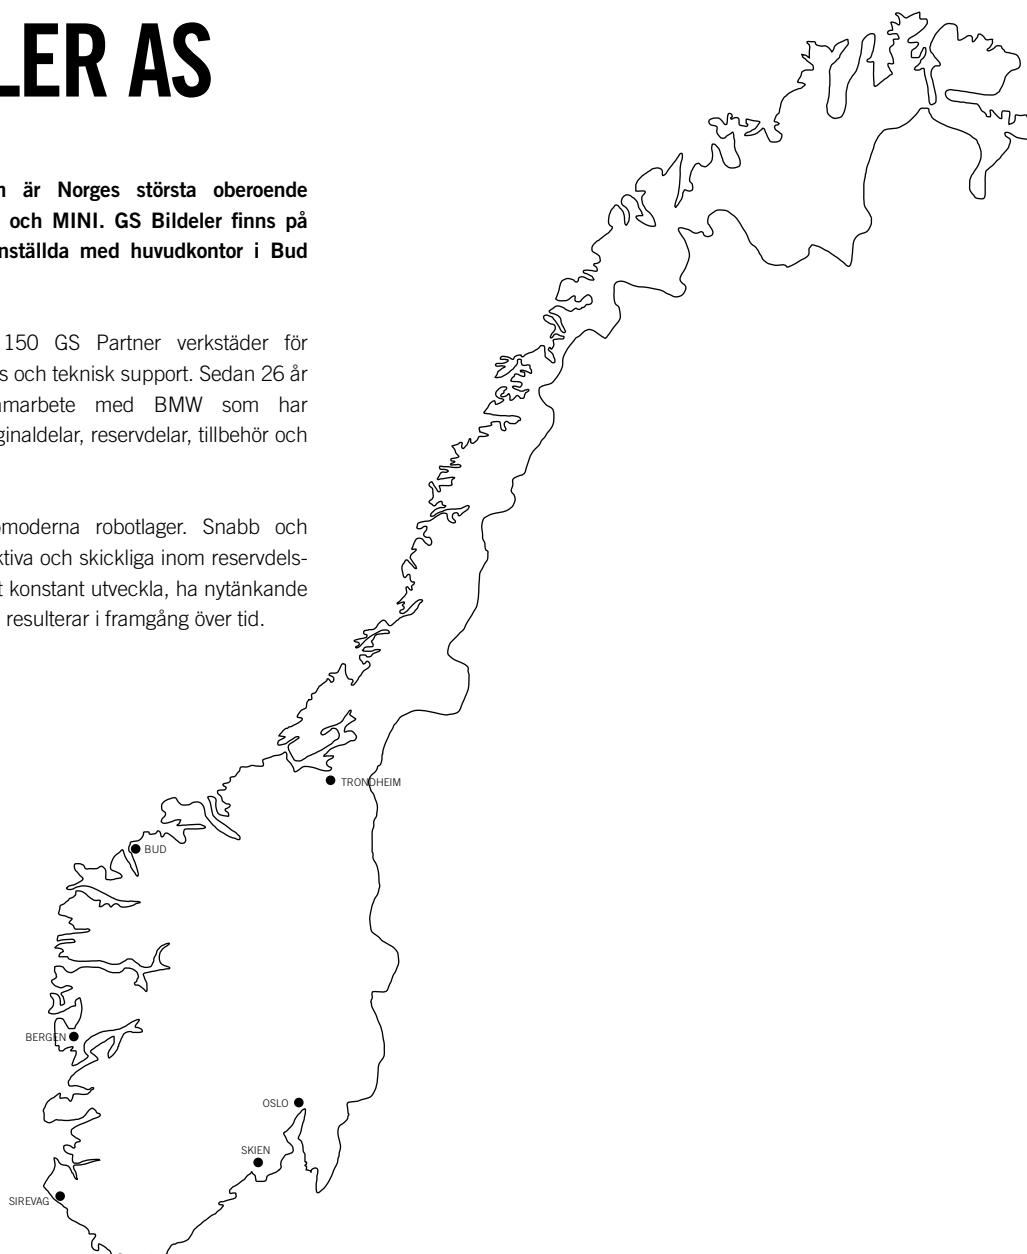 LER AS
är Norges största oberoende
och MINI. GS Bildeler finns på
nställda med huvudkontor i Bud
150 GS Partner verkstäder för
s och teknisk support. Sedan 26 år
marbete med BMW som har
ginaldelar, reservdelar, tillbehör och
moderna robotlager. Snabb och
ktiva och skickliga inom reservdels-
t konstant utveckla, ha nytänkande
resulterar i framgång över tid.
TRONDHEIM
BUD
BERGEN
OSLO
SKIEN
SIREVAG